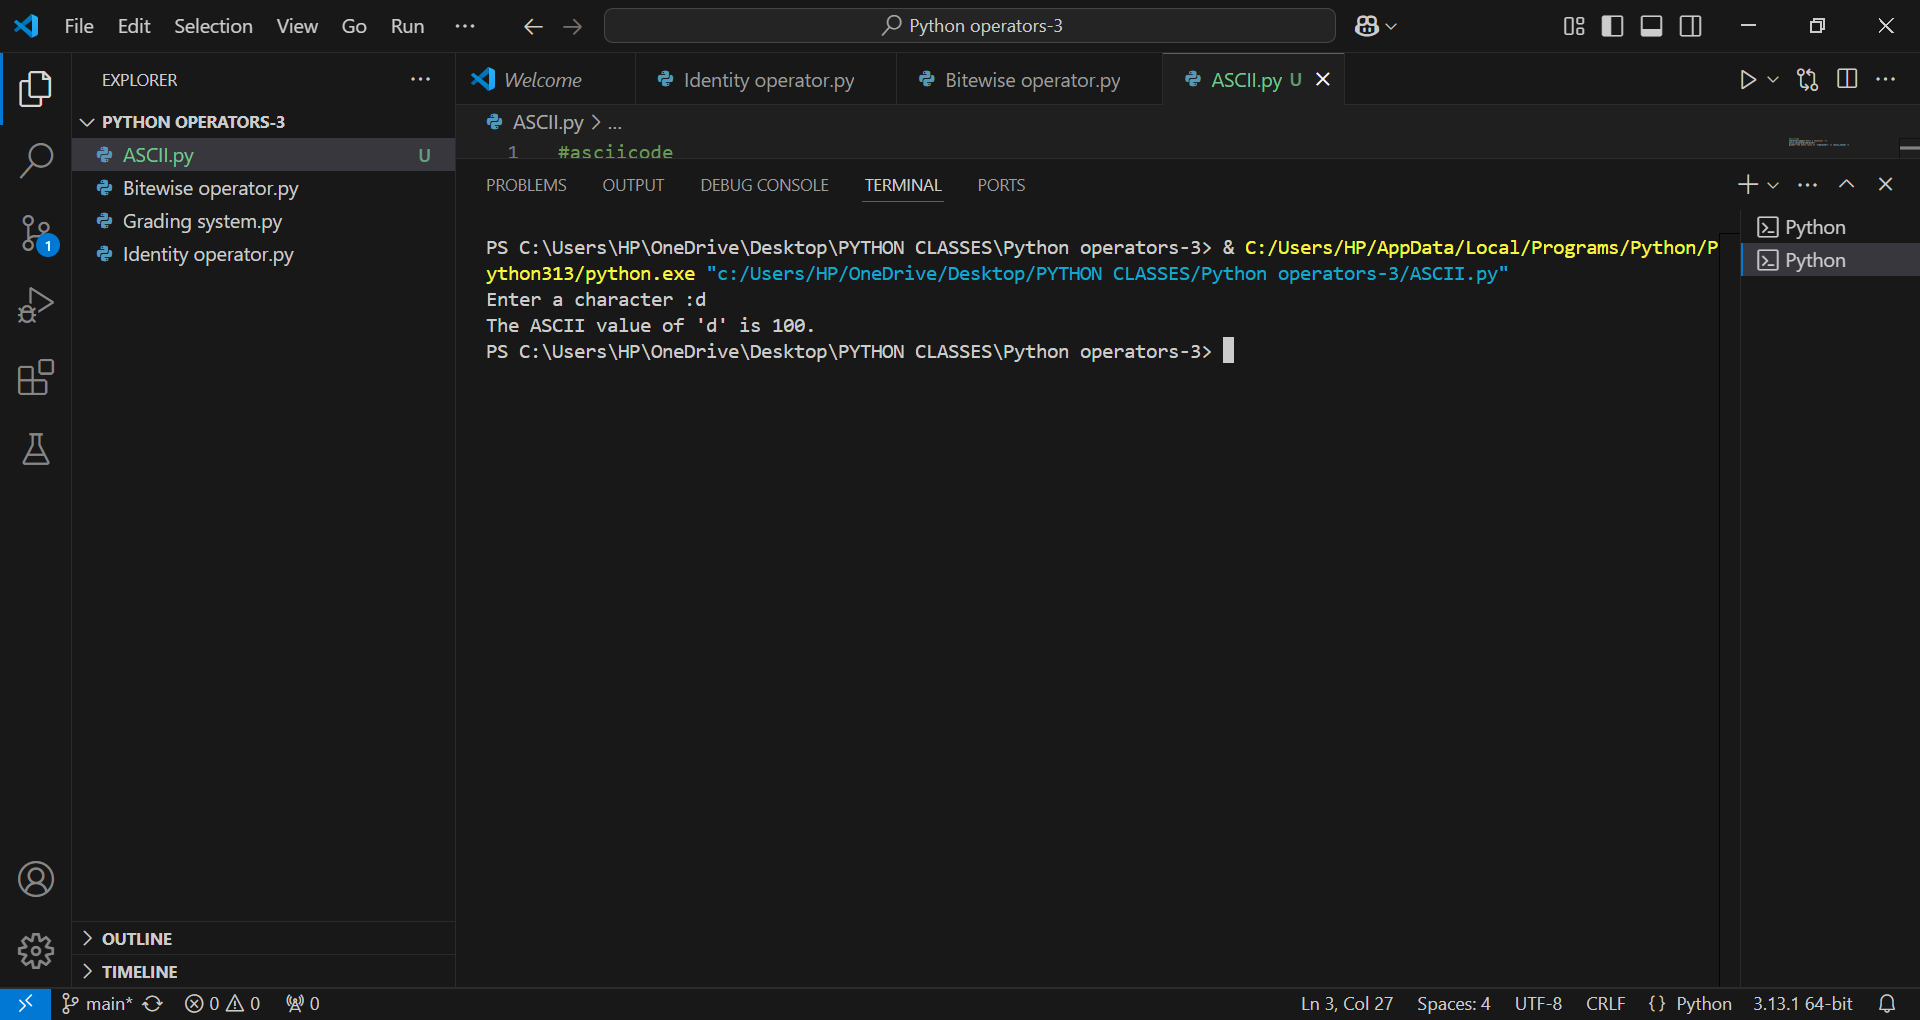 File Edit Selection View Go Run ···
Python operators-3
EXPLORER
PYTHON OPERATORS-3
ASCII.py U
Bitewise operator.py
Grading system.py
Identity operator.py
OUTLINE
TIMELINE
Welcome
Identity operator.py
Bitewise operator.py
ASCII.py U
ASCII.py > ...
1 #asciicode
PROBLEMS OUTPUT DEBUG CONSOLE TERMINAL PORTS
PS C:\Users\HP\OneDrive\Desktop\PYTHON CLASSES\Python operators-3> & C:/Users/HP/AppData/Local/Programs/Python/P
ython313/python.exe "c:/Users/HP/OneDrive/Desktop/PYTHON CLASSES/Python operators-3/ASCII.py"
Enter a character :d
The ASCII value of 'd' is 100.
PS C:\Users\HP\OneDrive\Desktop\PYTHON CLASSES\Python operators-3>
Python
Python
1
main* 0 0 0
Ln 3, Col 27 Spaces: 4 UTF-8 CRLF {} Python 3.13.1 64-bit